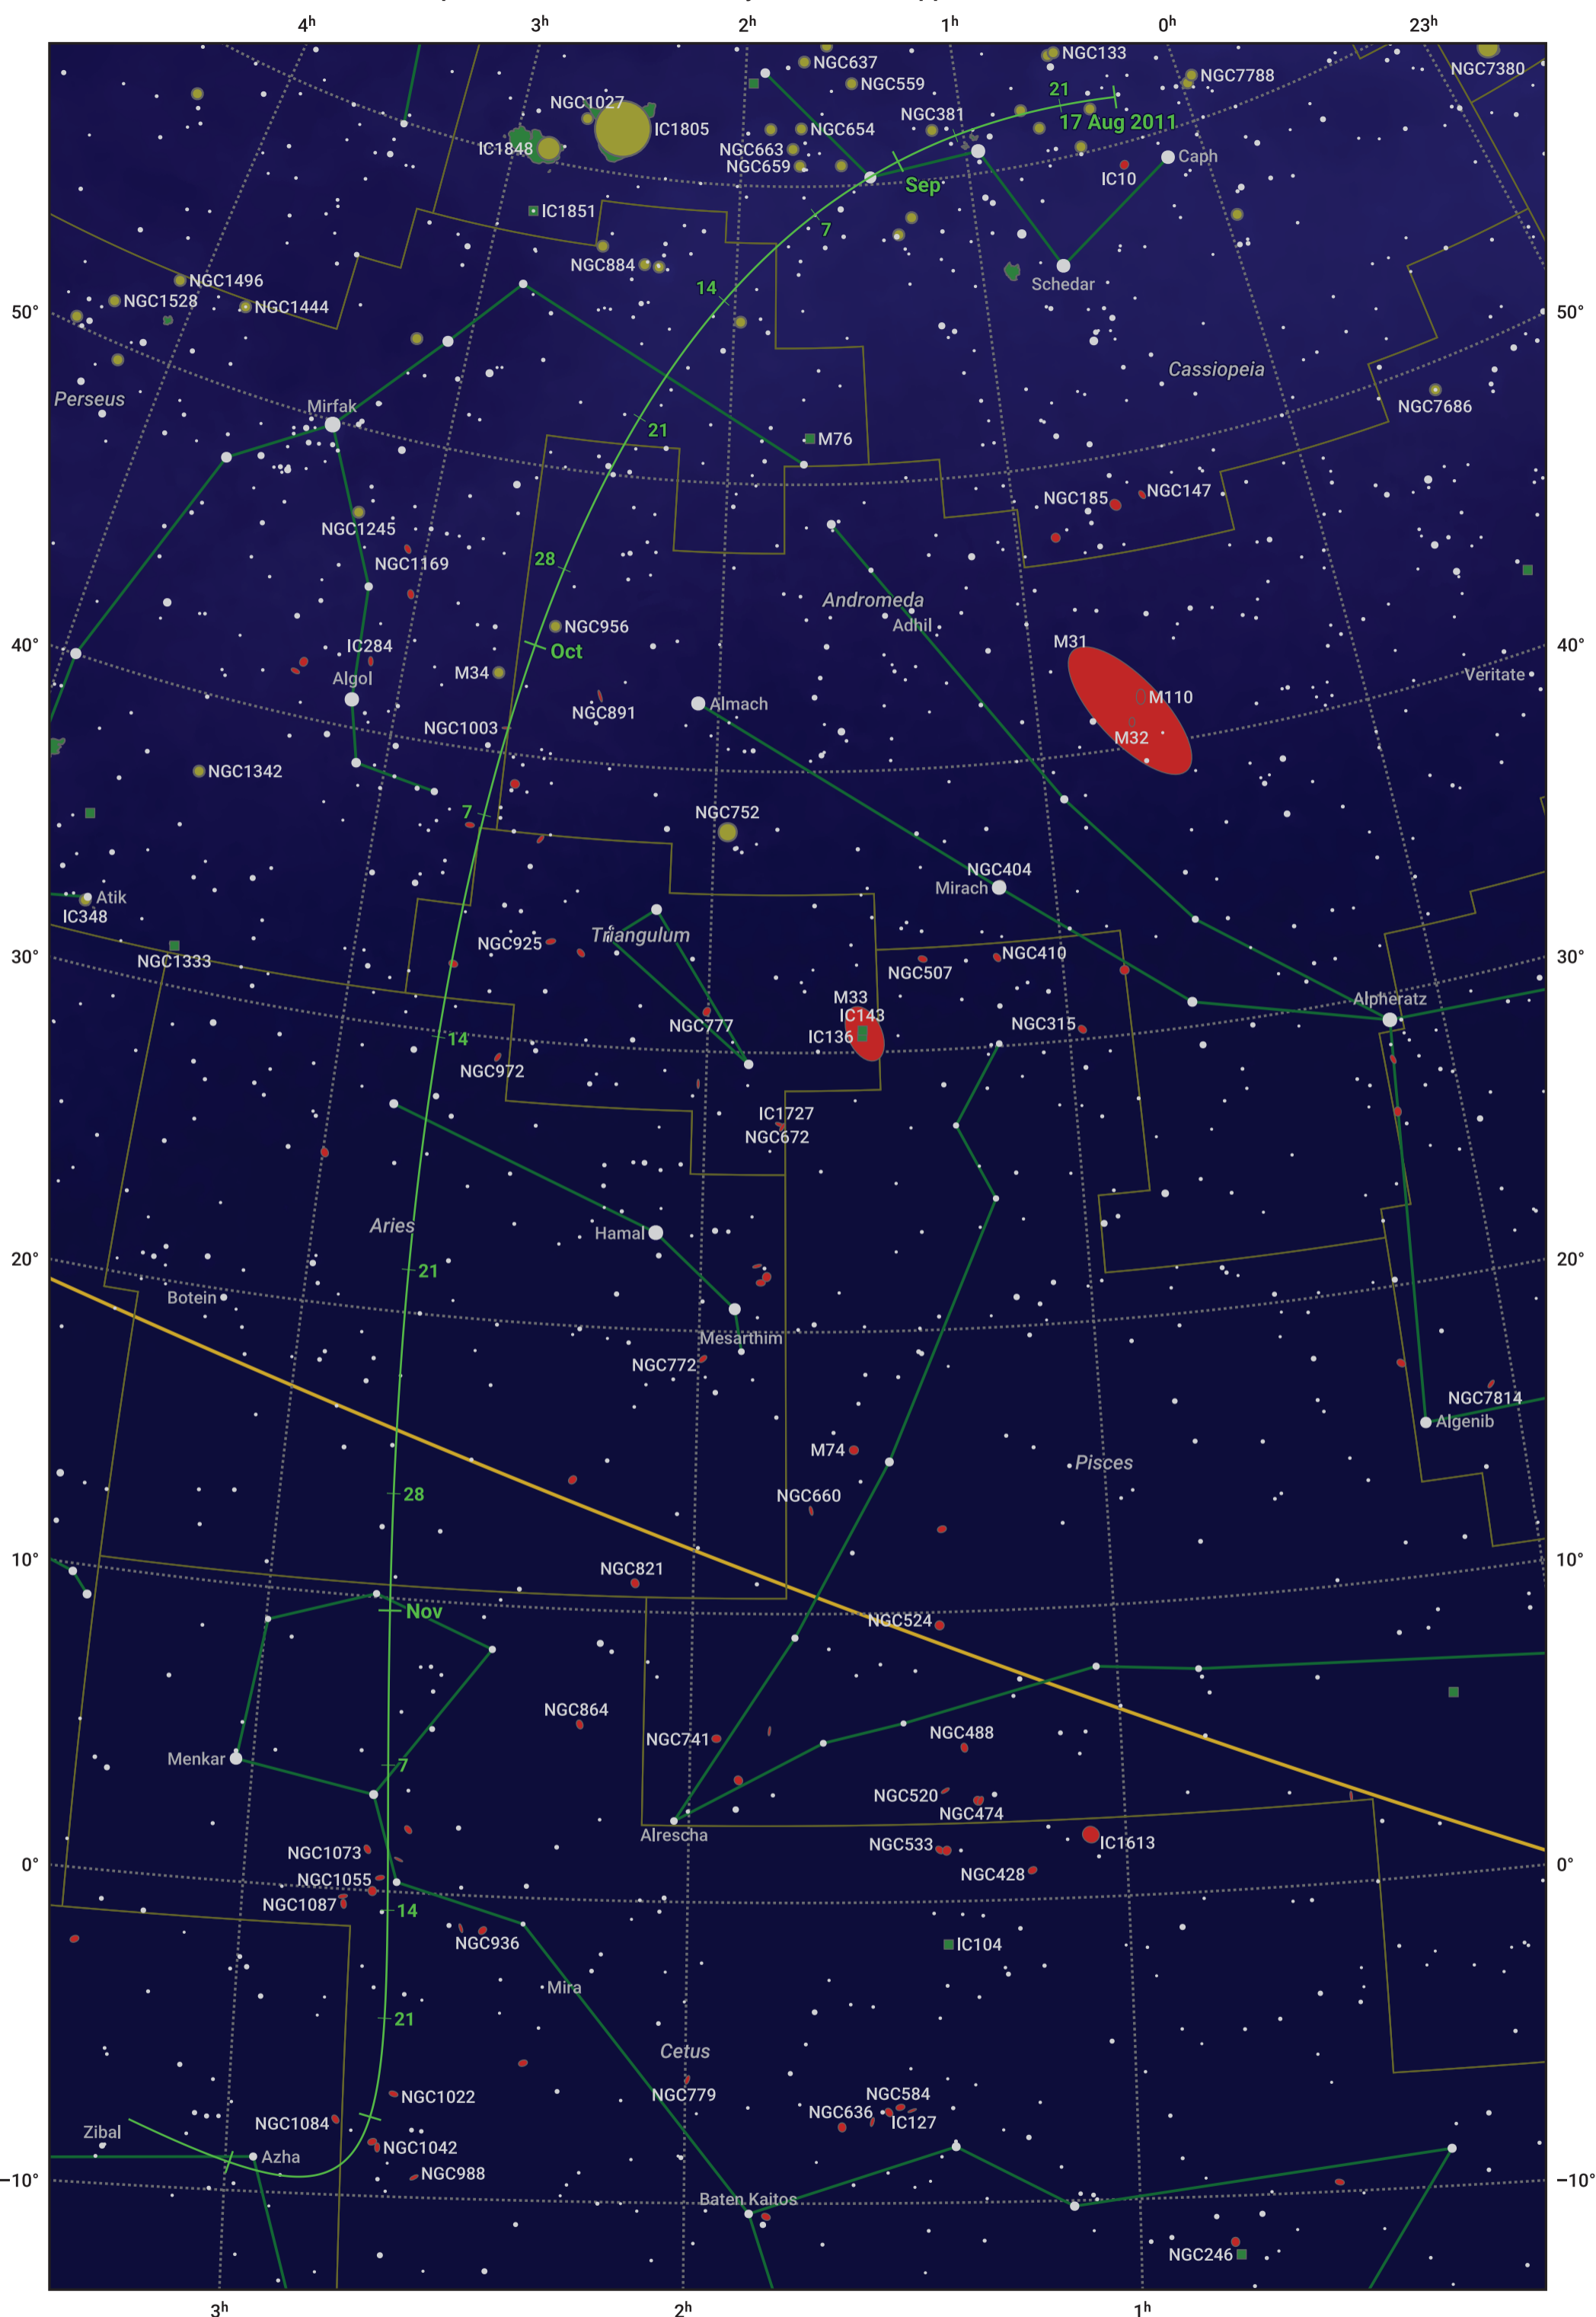 4h
3h
2h
1h
0h
23h
NGC637
NGC133
NGC7788
NGC7380
NGC559
21
NGC1027
IC1805
NGC381
17 Aug 2011
NGC654
IC1848
NGC663
NGC659
Caph
IC10
Sep
IC1851
7
NGC884
Schedar
NGC1496
NGC1528
NGC1444
14
50°
50°
Cassiopeia
Perseus
Mirfak
NGC7686
21
M76
NGC185
NGC147
NGC1245
NGC1169
28
Andromeda
Adhil
NGC956
IC284
Oct
M31
40°
40°
Algol
M34
Veritate
M110
NGC891
Almach
NGC1003
M32
NGC1342
7
NGC752
NGC404
Mirach
Atik
IC348
NGC925
Triangulum
30°
30°
NGC1333
NGC507
NGC410
M33
Alpheratz
IC143
NGC777
IC136
NGC315
14
NGC972
IC1727
NGC672
Aries
Hamal
20°
20°
21
Botein
Mesarthim
NGC772
NGC7814
Algenib
M74
Pisces
28
NGC660
10°
10°
NGC821
Nov
NGC524
NGC864
NGC741
NGC488
Menkar
7
NGC520
NGC474
Alrescha
NGC1073
NGC533
IC1613
0°
0°
NGC1055
NGC428
NGC1087
14
NGC936
IC104
Mira
21
Cetus
NGC1022
NGC779
NGC584
NGC1084
NGC636
IC127
Zibal
NGC1042
Azha
NGC988
−10°
−10°
Baten Kaitos
NGC246
3h
2h
1h